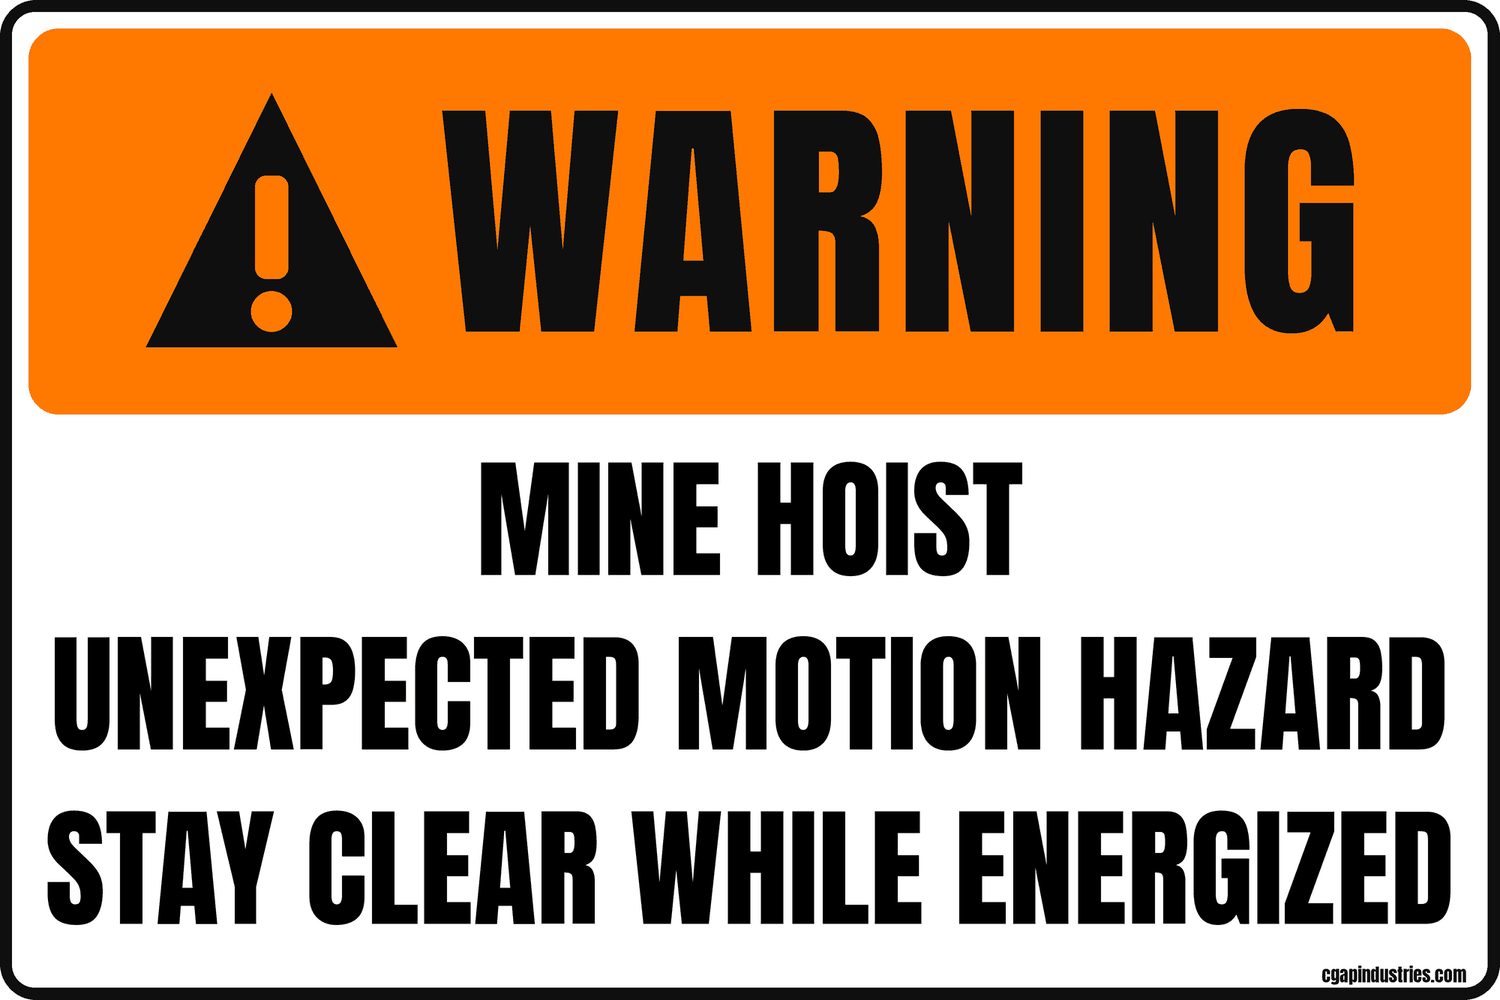 WARNING
MINE HOIST
UNEXPECTED MOTION HAZARD
STAY CLEAR WHILE ENERGIZED
cgapindustries.com